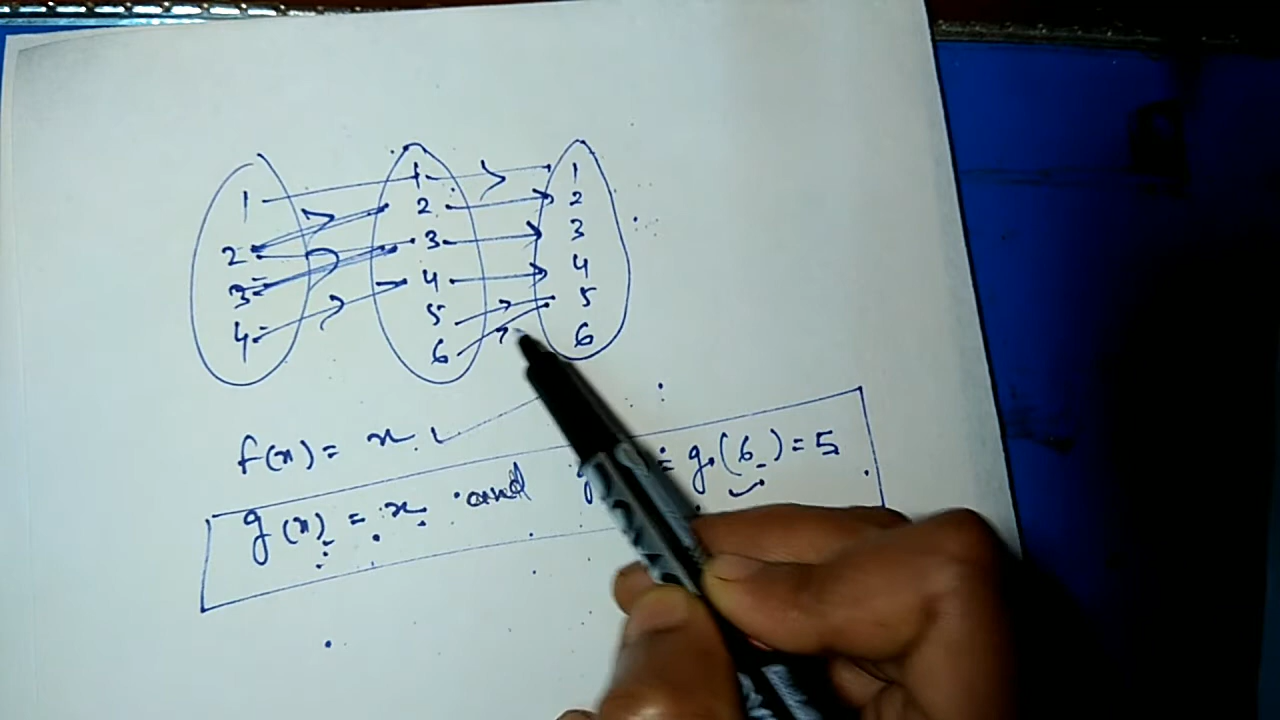 1 1 1
2 2 2
3 3 3
4 4 4
5 5
6 6
f(x) = x
g(x) = x and g = g(6) = 5